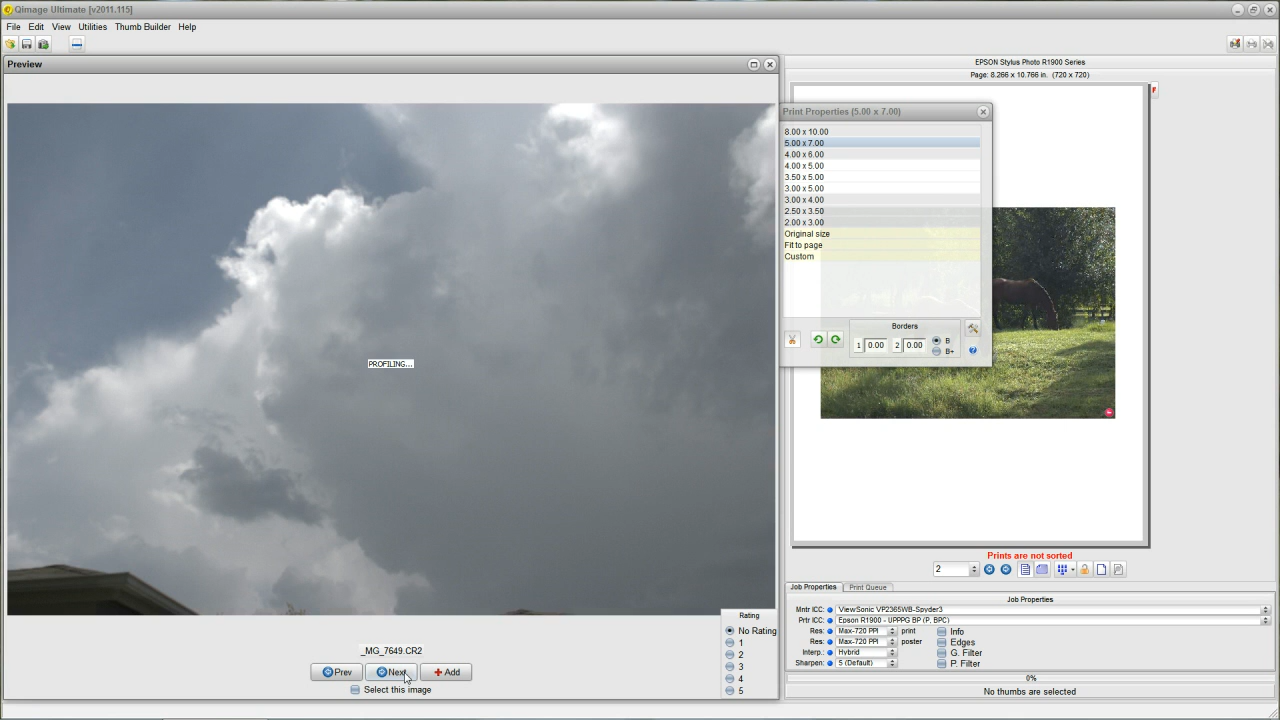 Qimage Ultimate [v2011.115]
File Edit View Utilities Thumb Builder Help
Preview
PROFILING...
_MG_7649.CR2
Prev Next Add
Select this image
Rating
No Rating
1
2
3
4
5
EPSON Stylus Photo R1900 Series
Page: 8.266 x 10.766 in. (720 x 720)
F
Print Properties (5.00 x 7.00)
8.00 x 10.00
5.00 x 7.00
4.00 x 6.00
4.00 x 5.00
3.50 x 5.00
3.00 x 5.00
3.00 x 4.00
2.50 x 3.50
2.00 x 3.00
Original size
Fit to page
Custom
Borders
1 0.00 2 0.00 B
B+
Prints are not sorted
2
Job Properties Print Queue
Job Properties
Mntr ICC: ViewSonic VP2365WB-Spyder3
Prtr ICC: Epson R1900 - UPPPG BP (P, BPC)
Res: Max-720 PPI print Info
Res: Max-720 PPI poster Edges
Interp.: Hybrid G. Filter
Sharpen: 5 (Default) P. Filter
0%
No thumbs are selected